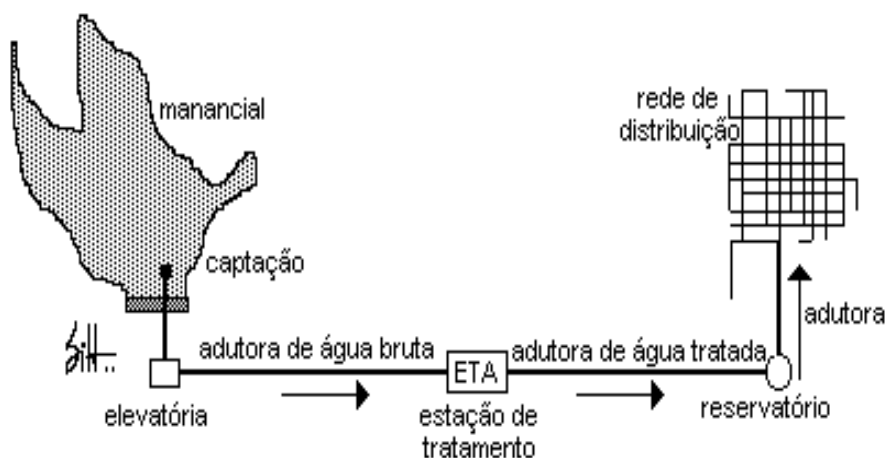 manancial
rede de
distribuição
captação
adutora
adutora de água bruta
ETA
adutora de água tratada
elevatória
estação de
tratamento
reservatório